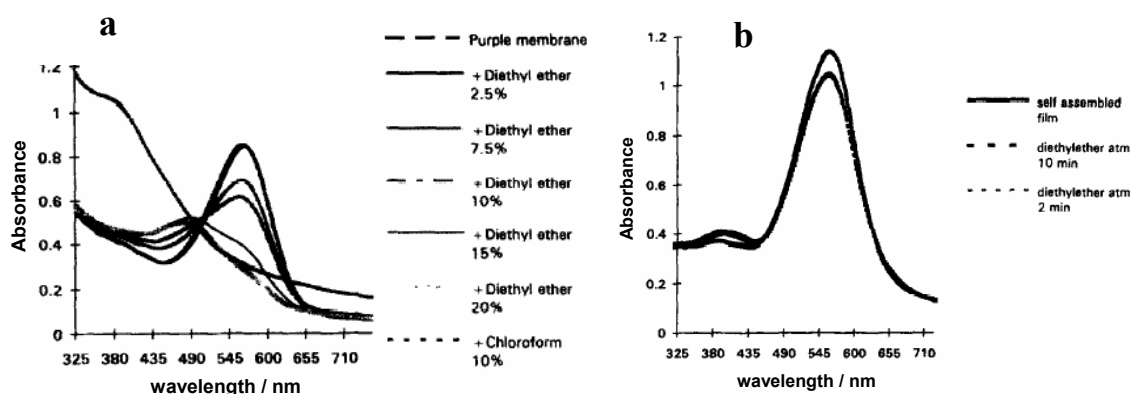 a
Absorbance
1.2
1
0.8
0.6
0.4
0.2
0
325 380 435 490 545 600 655 710
wavelength / nm
Purple membrane
+ Diethyl ether
2.5%
+ Diethyl ether
7.5%
+ Diethyl ether
10%
+ Diethyl ether
15%
+ Diethyl ether
20%
+ Chloroform
10%
b
Absorbance
1.2
1
0.8
0.6
0.4
0.2
0
325 380 435 490 545 600 655 710
wavelength / nm
self assembled
film
diethylether atm
10 min
diethylether atm
2 min